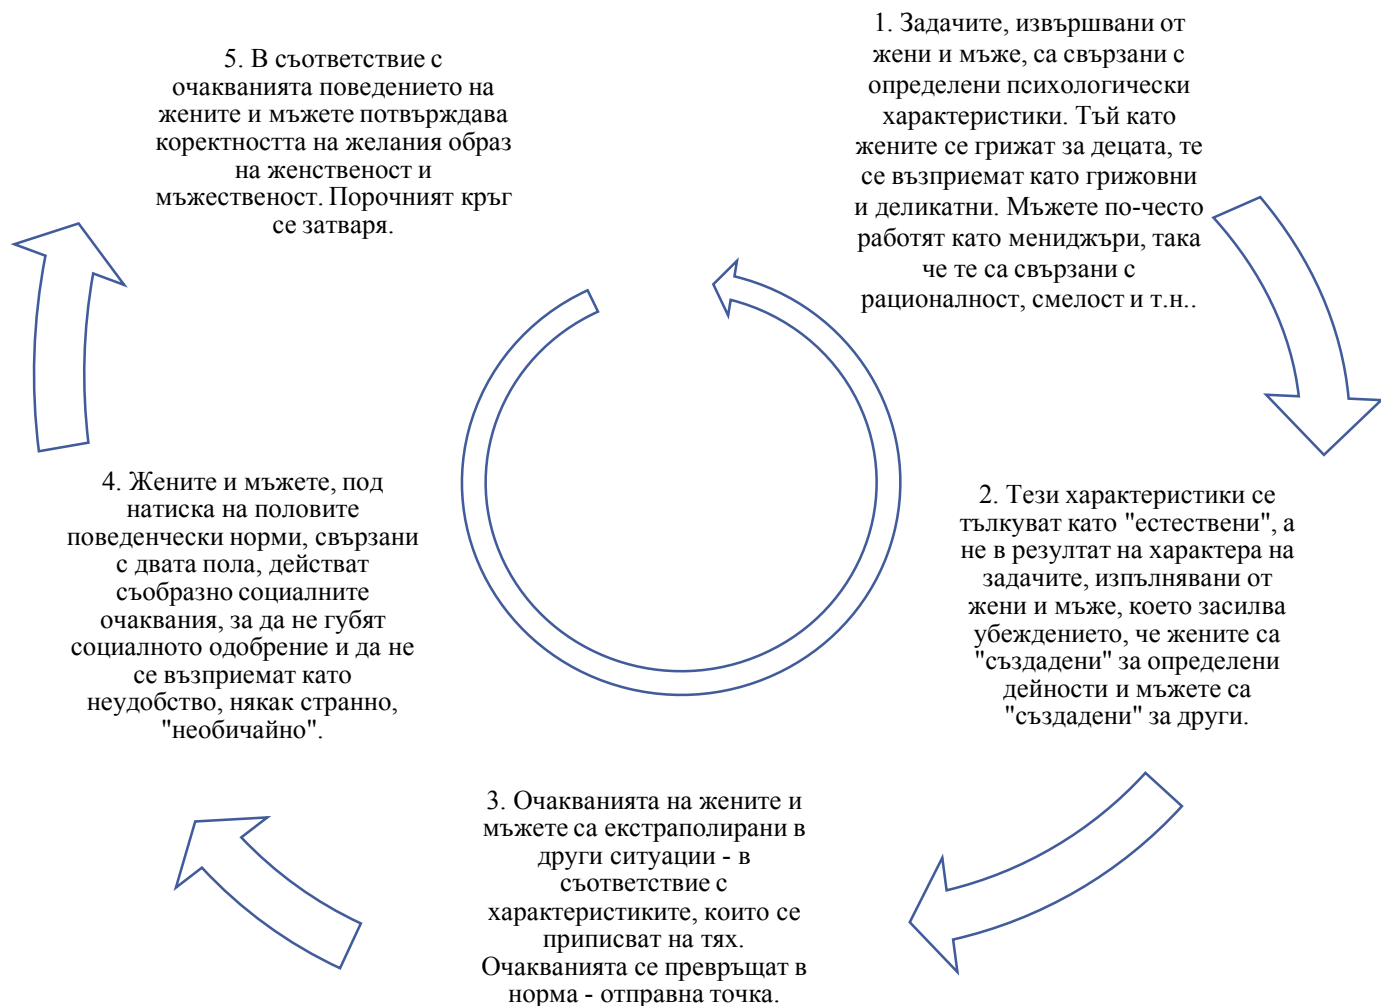 1. Задачите, извършвани от
жени и мъже, са свързани с
определени психологически
характеристики. Тъй като
жените се грижат за децата, те
се възприемат като грижовни
и деликатни. Мъжете по-често
работят като мениджъри, така
че те са свързани с
рационалност, смелост и т.н..
2. Тези характеристики се
тълкуват като "естествени", а
не в резултат на характера на
задачите, изпълнявани от
жени и мъже, което засилва
убеждението, че жените са
"създадени" за определени
дейности и мъжете са
"създадени" за други.
3. Очакванията на жените и
мъжете са екстраполирани в
други ситуации - в
съответствие с
характеристиките, които се
приписват на тях.
Очакванията се превръщат в
норма - отправна точка.
4. Жените и мъжете, под
натиска на половите
поведенчески норми, свързани
с двата пола, действат
съобразно социалните
очаквания, за да не губят
социалното одобрение и да не
се възприемат като
неудобство, някак странно,
"необичайно".
5. В съответствие с
очакванията поведението на
жените и мъжете потвърждава
коректността на желания образ
на женственост и
мъжественост. Порочният кръг
се затваря.